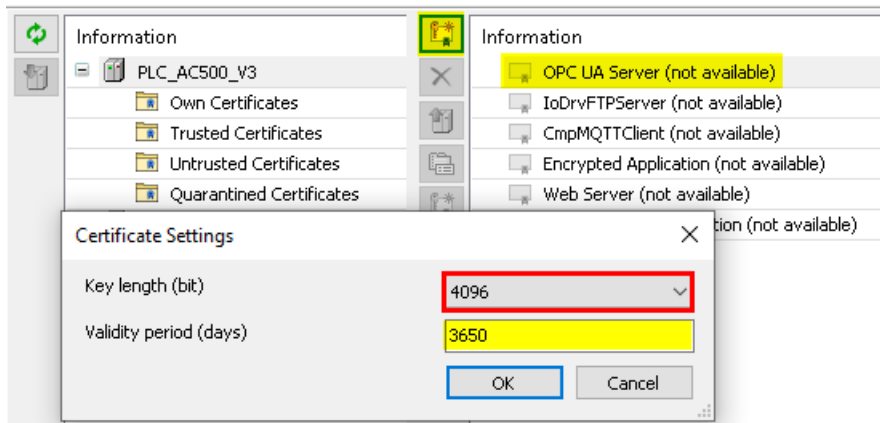 Information
PLC_AC500_V3
Own Certificates
Trusted Certificates
Untrusted Certificates
Quarantined Certificates
Information
OPC UA Server (not available)
IoDrvFTPServer (not available)
CmpMQTTClient (not available)
Encrypted Application (not available)
Web Server (not available)
(not available)
Certificate Settings
Key length (bit)
4096
Validity period (days)
3650
OK
Cancel